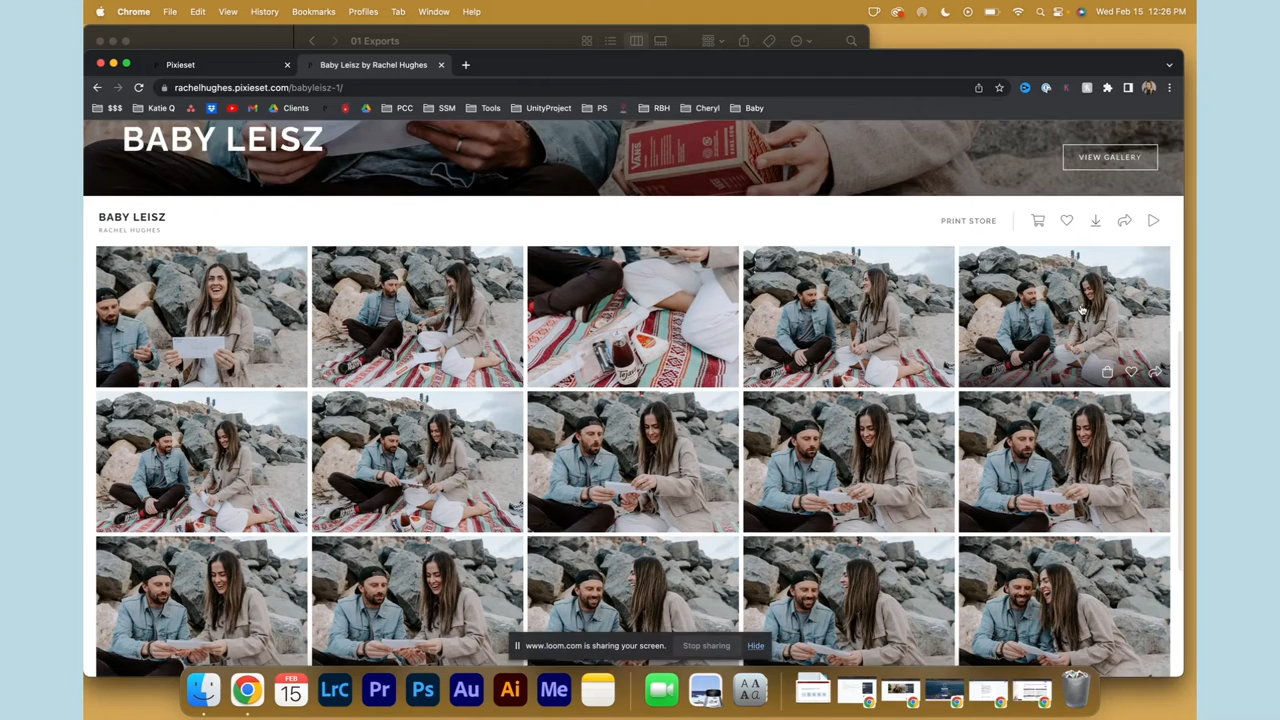 Chrome File Edit View History Bookmarks Profiles Tab Window Help Wed Feb 15 12:26 PM
01 Exports
Pixieset Baby Leisz by Rachel Hughes
rachelhughes.pixieset.com/babyleisz-1/
$$$ Katie Q Clients PCC SSM Tools UnityProject PS RBH Cheryl Baby
BABY LEISZ
VANS
VIEW GALLERY
BABY LEISZ
RACHEL HUGHES
PRINT STORE
www.loom.com is sharing your screen. Stop sharing Hide
FEB
15
LrC Pr Ps Au Ai Me